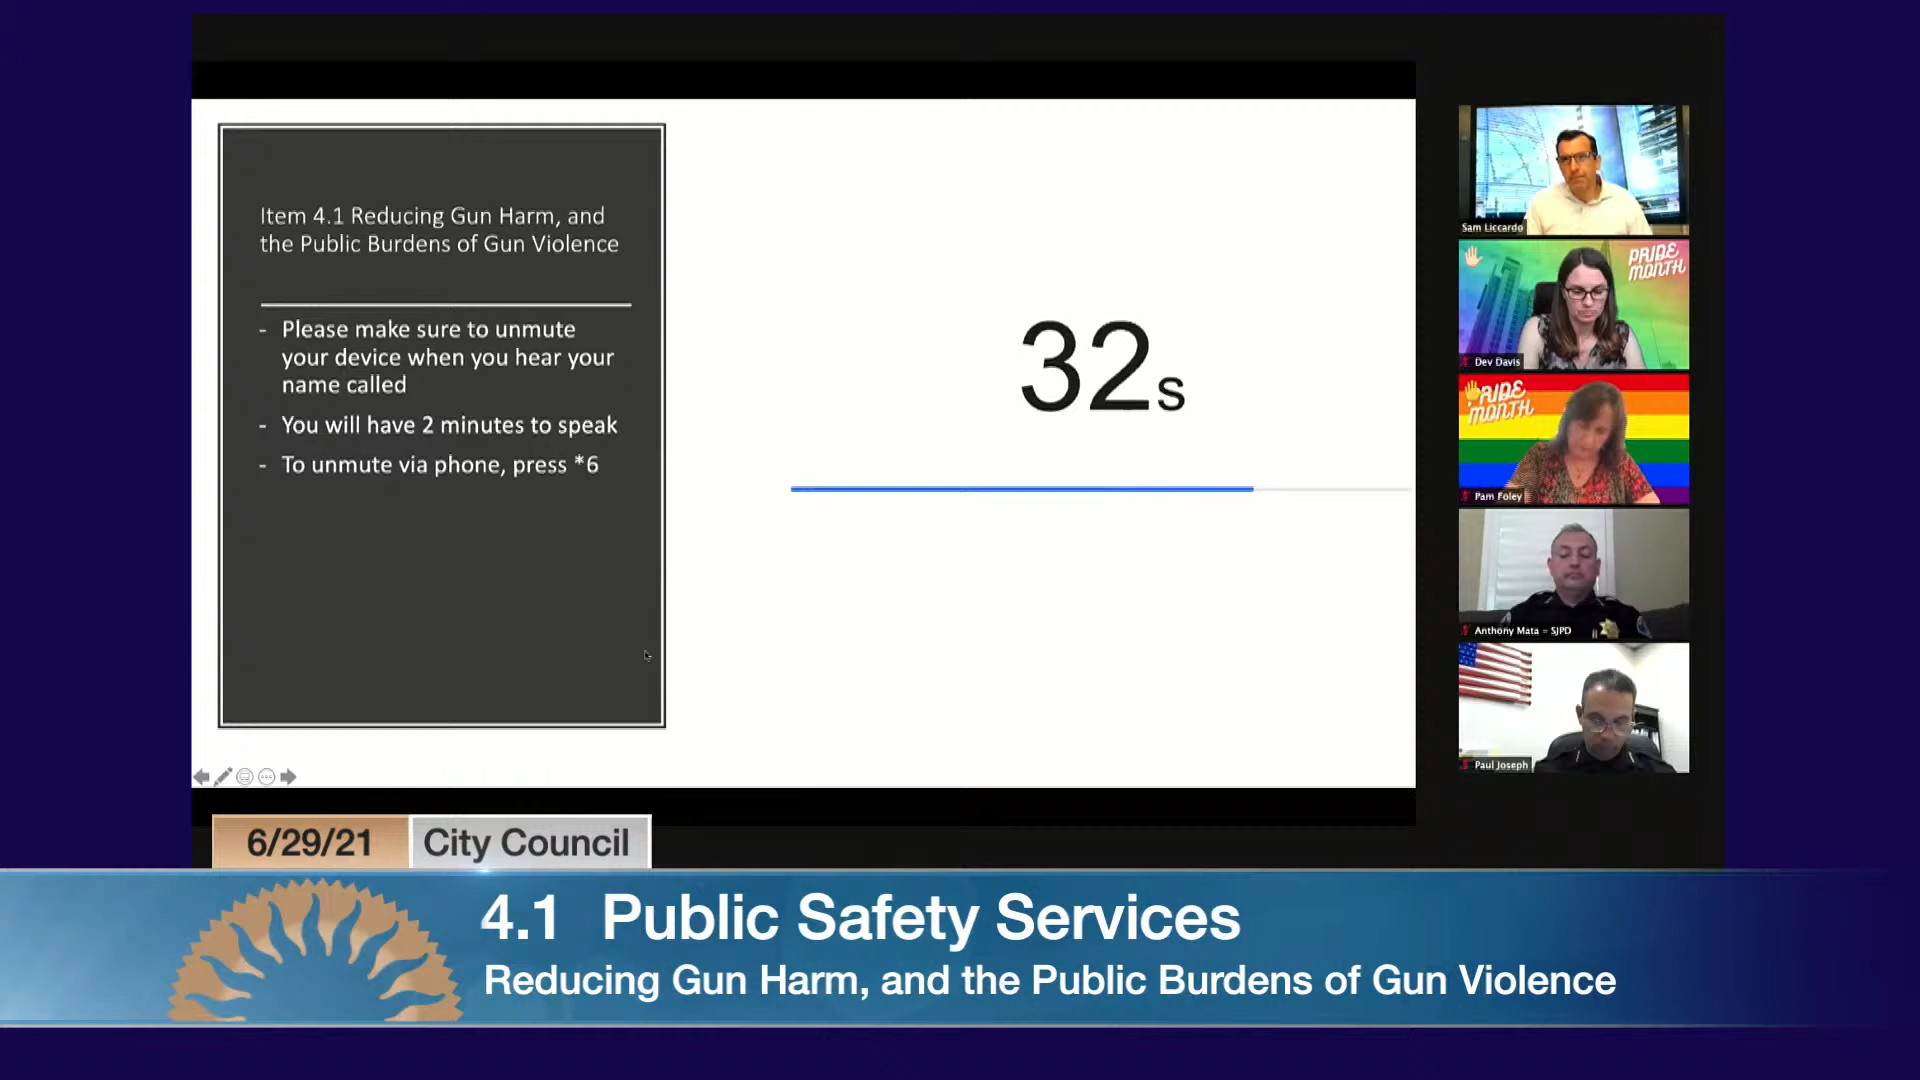 Item 4.1 Reducing Gun Harm, and
the Public Burdens of Gun Violence
- Please make sure to unmute
your device when you hear your
name called
- You will have 2 minutes to speak
- To unmute via phone, press *6
32s
Sam Liccardo
PRIDE
MONTH
Dev Davis
PRIDE
MONTH
Pam Foley
Anthony Mata - SJPD
Paul Joseph
6/29/21
City Council
4.1 Public Safety Services
Reducing Gun Harm, and the Public Burdens of Gun Violence